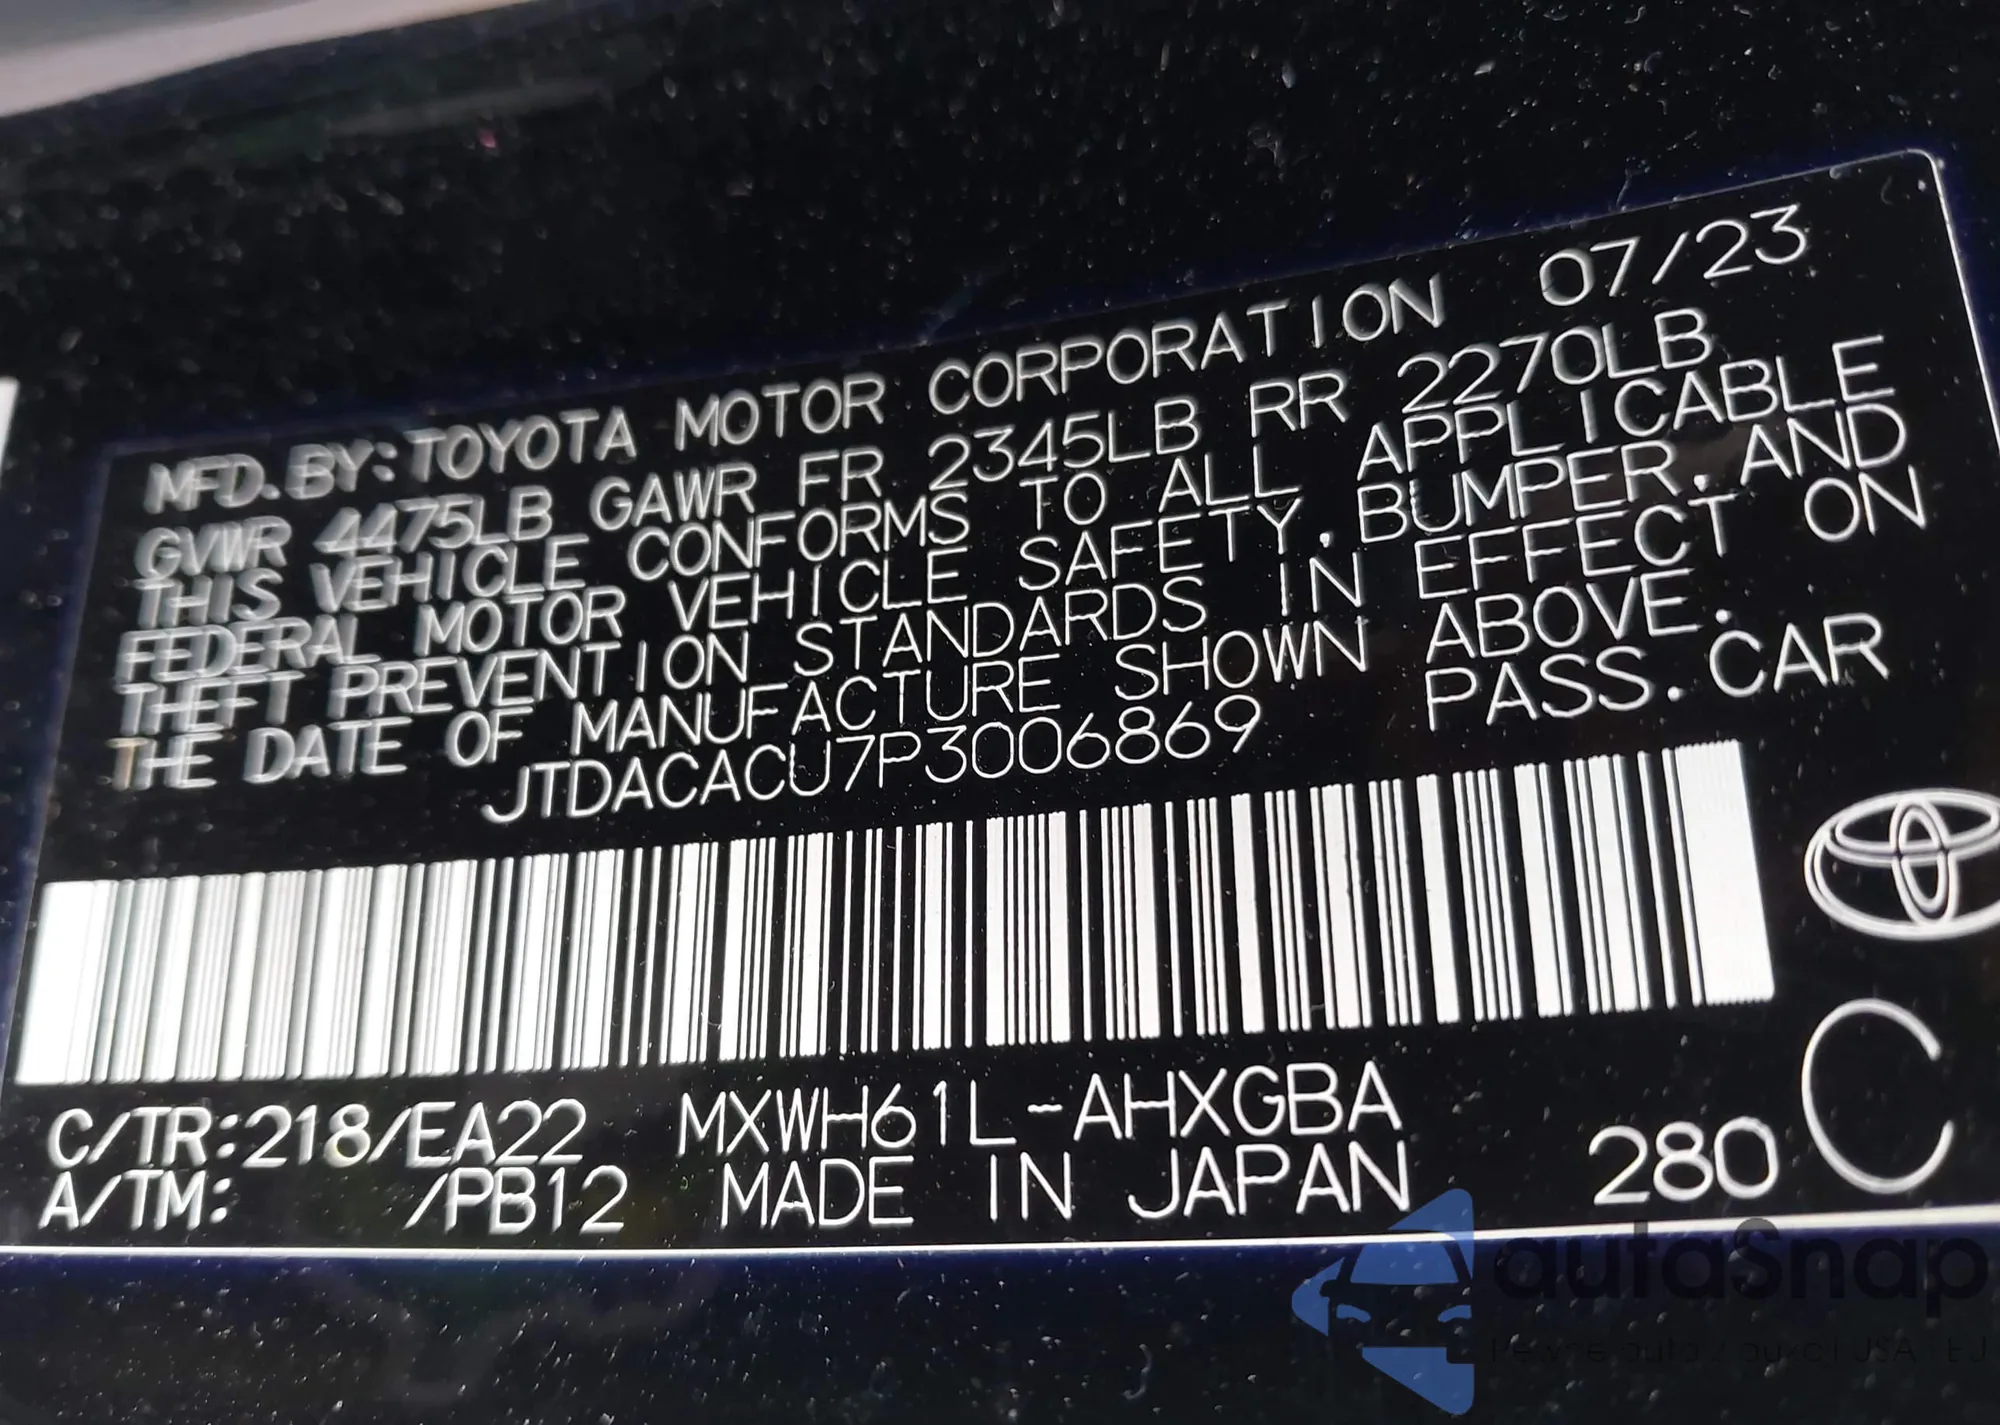 MFD. BY: TOYOTA MOTOR CORPORATION 07/23
GVWR 4475LB GAWR FR 2345LB RR 2270LB
THIS VEHICLE CONFORMS TO ALL APPLICABLE
FEDERAL MOTOR VEHICLE SAFETY, BUMPER, AND
THEFT PREVENTION STANDARDS IN EFFECT ON
THE DATE OF MANUFACTURE SHOWN ABOVE.
JTDACACU7P3006869 PASS. CAR
C/TR:218/EA22 MXWH61L-AHXGBA
A/TM: /PB12 MADE IN JAPAN 280 C
autaSnap